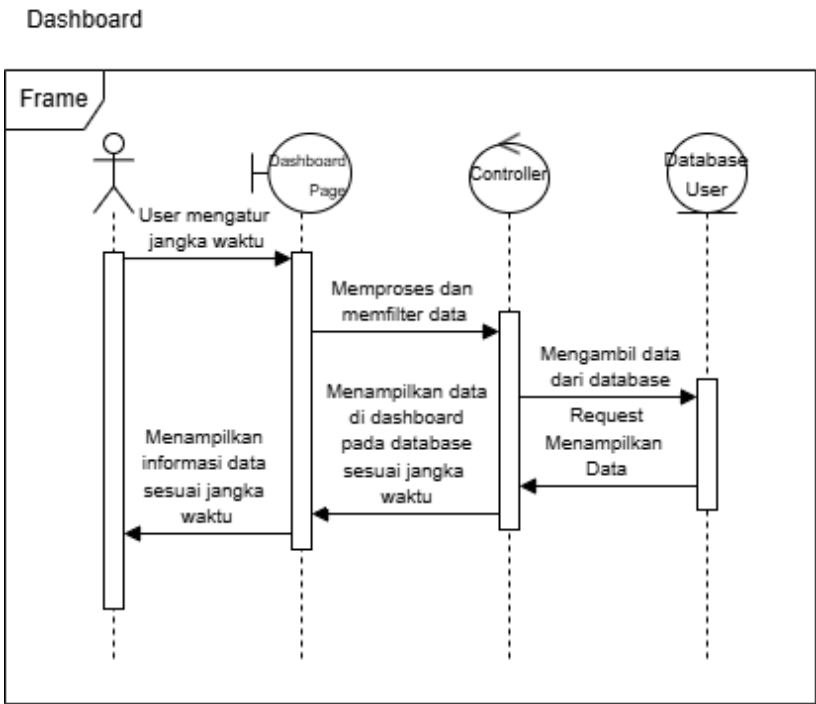 Dashboard
Frame
Dashboard
Page
Controller
Database
User
User mengatur
jangka waktu
Memproses dan
memfilter data
Mengambil data
dari database
Request
Menampilkan
Data
Menampilkan data
di dashboard
pada database
sesuai jangka
waktu
Menampilkan
informasi data
sesuai jangka
waktu